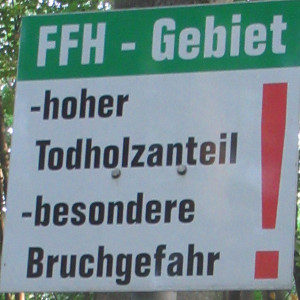 FFH - Gebiet
-hoher
Todholzanteil
-besondere
Bruchgefahr
!